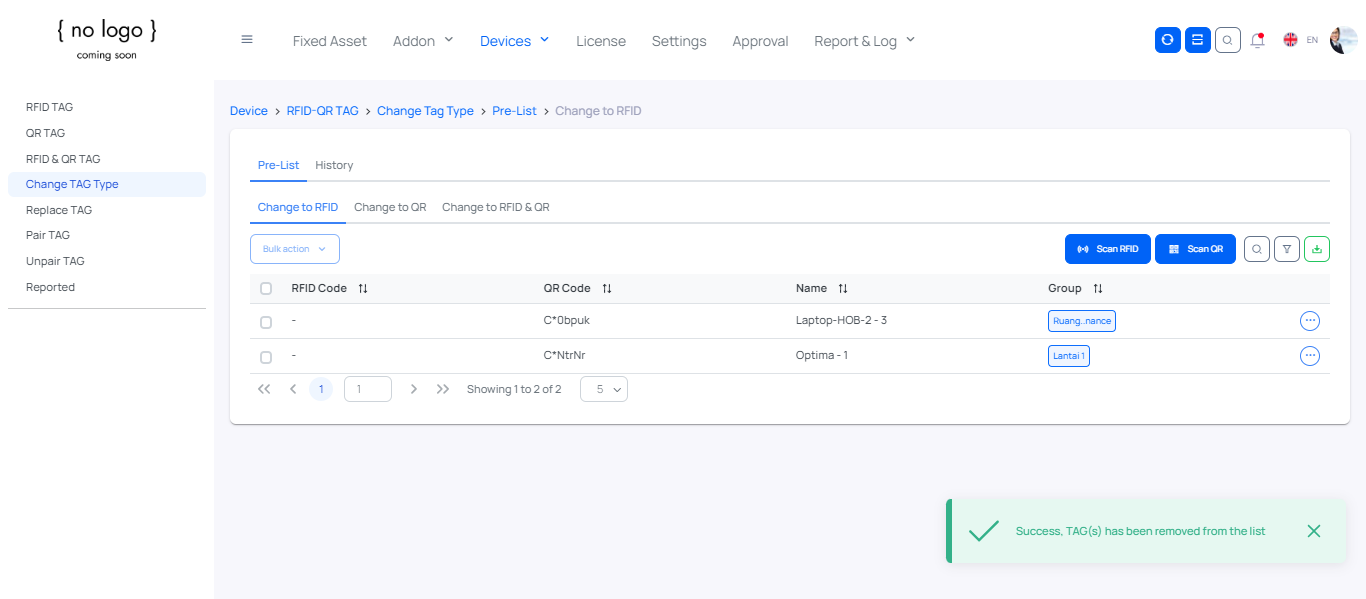 { no logo }
coming soon
Fixed Asset Addon Devices License Settings Approval Report & Log EN
RFID TAG
QR TAG
RFID & QR TAG
Change TAG Type
Replace TAG
Pair TAG
Unpair TAG
Reported
Device > RFID-QR TAG > Change Tag Type > Pre-List > Change to RFID
Pre-List History
Change to RFID Change to QR Change to RFID & QR
Bulk action Scan RFID Scan QR
RFID Code QR Code Name Group
- C*0bpuk Laptop-HOB-2 - 3 Ruang..nance
- C*NtrNr Optima - 1 Lantai 1
1 1 Showing 1 to 2 of 2 5
Success, TAG(s) has been removed from the list